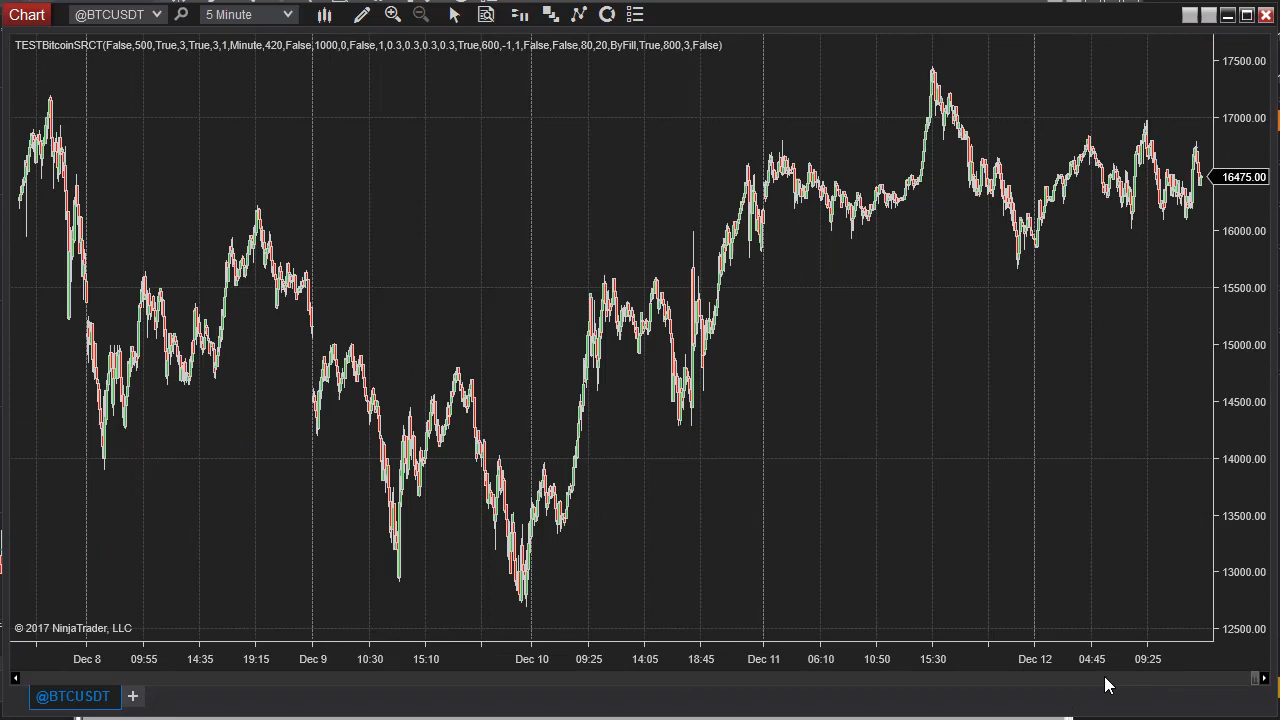 Chart @BTCUSDT 5 Minute
TESTBitcoinSRCT(False,500,True,3,True,3,1,Minute,420,False,1000,0,False,1,0.3,0.3,0.3,0.3,True,600,-1,1,False,False,80,20,ByFill,True,800,3,False)
17500.00
17000.00
16475.00
16000.00
15500.00
15000.00
14500.00
14000.00
13500.00
13000.00
12500.00
© 2017 NinjaTrader, LLC
Dec 8 09:55 14:35 19:15 Dec 9 10:30 15:10 Dec 10 09:25 14:05 18:45 Dec 11 06:10 10:50 15:30 Dec 12 04:45 09:25
@BTCUSDT +